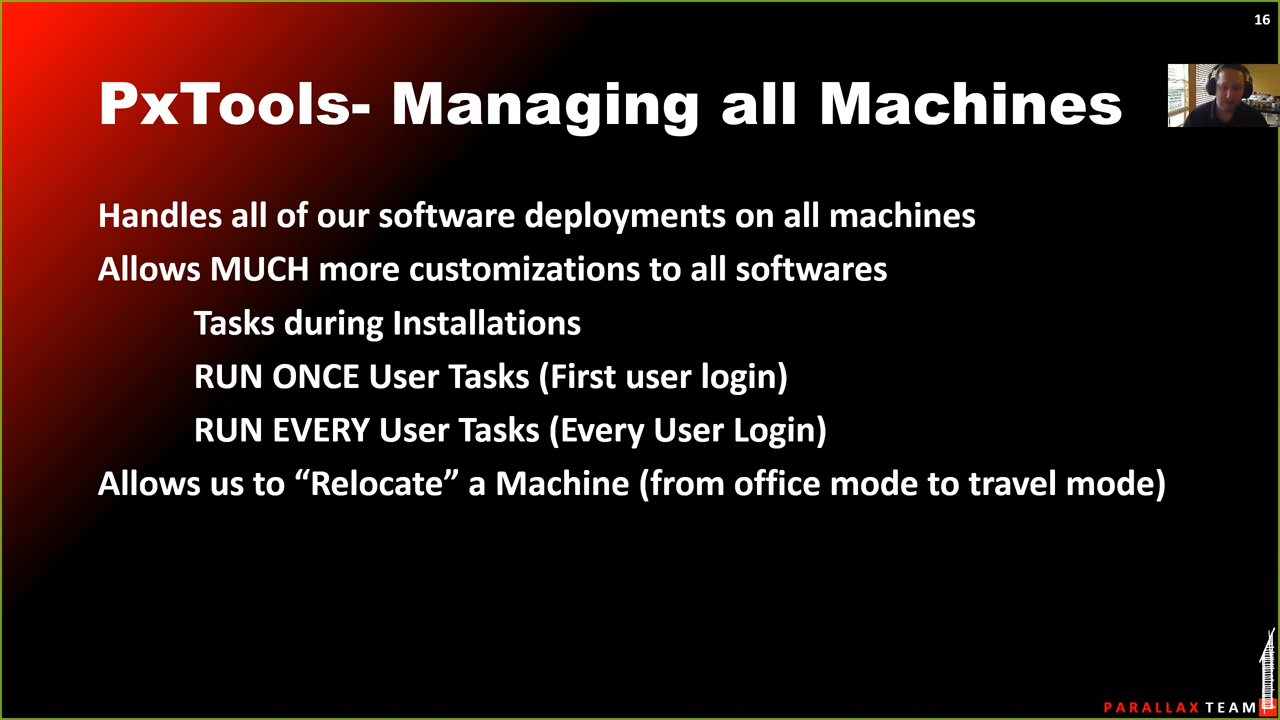 16
PxTools- Managing all Machines
Handles all of our software deployments on all machines
Allows MUCH more customizations to all softwares
Tasks during Installations
RUN ONCE User Tasks (First user login)
RUN EVERY User Tasks (Every User Login)
Allows us to “Relocate” a Machine (from office mode to travel mode)
PARALLAX TEAM